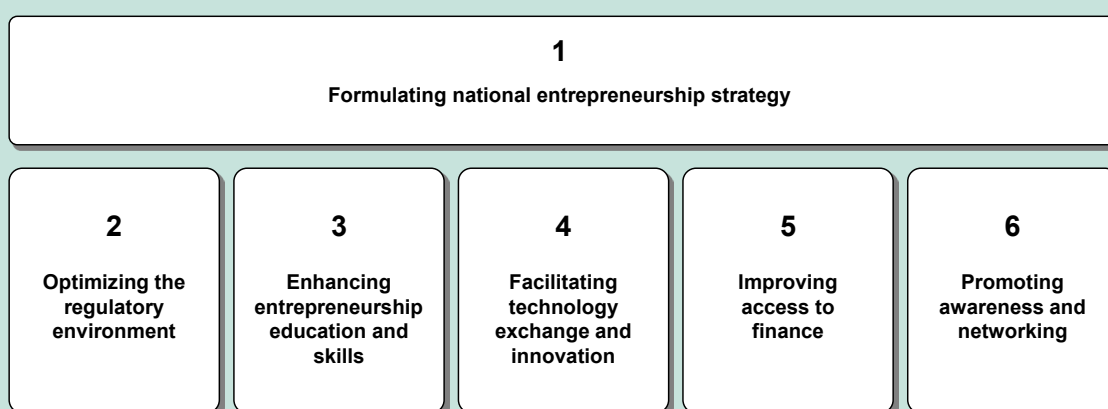 1
Formulating national entrepreneurship strategy
2
Optimizing the
regulatory
environment
3
Enhancing
entrepreneurship
education and
skills
4
Facilitating
technology
exchange and
innovation
5
Improving
access to
finance
6
Promoting
awareness and
networking